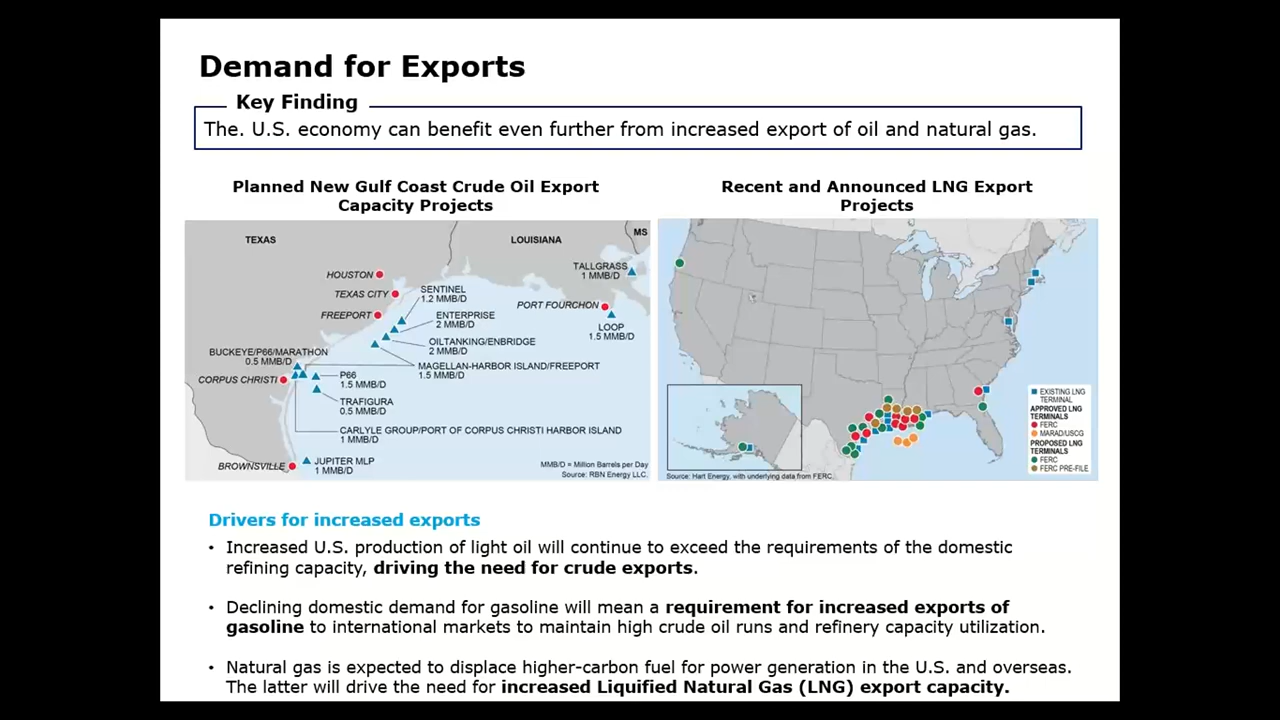 Demand for Exports
Key Finding
The. U.S. economy can benefit even further from increased export of oil and natural gas.
Planned New Gulf Coast Crude Oil Export
Capacity Projects
TEXAS
LOUISIANA
MS
HOUSTON
TEXAS CITY
FREEPORT
TALLGRASS
1 MMB/D
SENTINEL
1.2 MMB/D
PORT FOURCHON
ENTERPRISE
2 MMB/D
LOOP
1.5 MMB/D
OILTANKING/ENBRIDGE
2 MMB/D
BUCKEYE/P66/MARATHON
0.5 MMB/D
MAGELLAN-HARBOR ISLAND/FREEPORT
1.5 MMB/D
CORPUS CHRISTI
P66
1.5 MMB/D
TRAFIGURA
0.5 MMB/D
CARLYLE GROUP/PORT OF CORPUS CHRISTI HARBOR ISLAND
1 MMB/D
BROWNSVILLE
JUPITER MLP
1 MMB/D
MMB/D = Million Barrels per Day
Source: RBN Energy LLC.
Recent and Announced LNG Export
Projects
EXISTING LNG
TERMINAL
APPROVED LNG
TERMINALS
FERC
MARAD/USCG
PROPOSED LNG
TERMINALS
FERC
FERC PRE-FILE
Source: Hart Energy, with underlying data from FERC.
Drivers for increased exports
• Increased U.S. production of light oil will continue to exceed the requirements of the domestic
refining capacity, driving the need for crude exports.
• Declining domestic demand for gasoline will mean a requirement for increased exports of
gasoline to international markets to maintain high crude oil runs and refinery capacity utilization.
• Natural gas is expected to displace higher-carbon fuel for power generation in the U.S. and overseas.
The latter will drive the need for increased Liquified Natural Gas (LNG) export capacity.